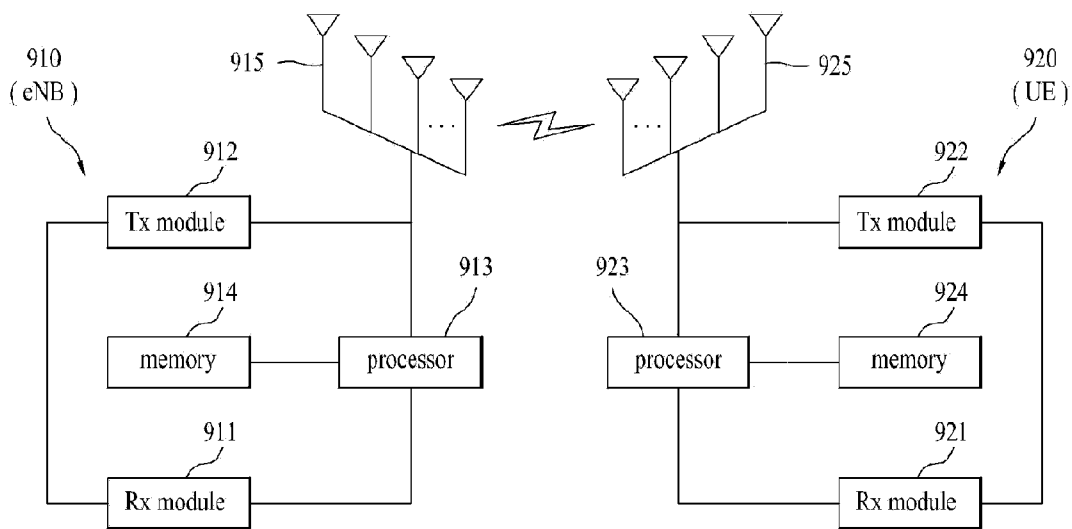 910
( eNB )
915
925
920
( UE )
912
Tx module
922
Tx module
...
...
914
memory
913
processor
923
processor
924
memory
911
Rx module
921
Rx module